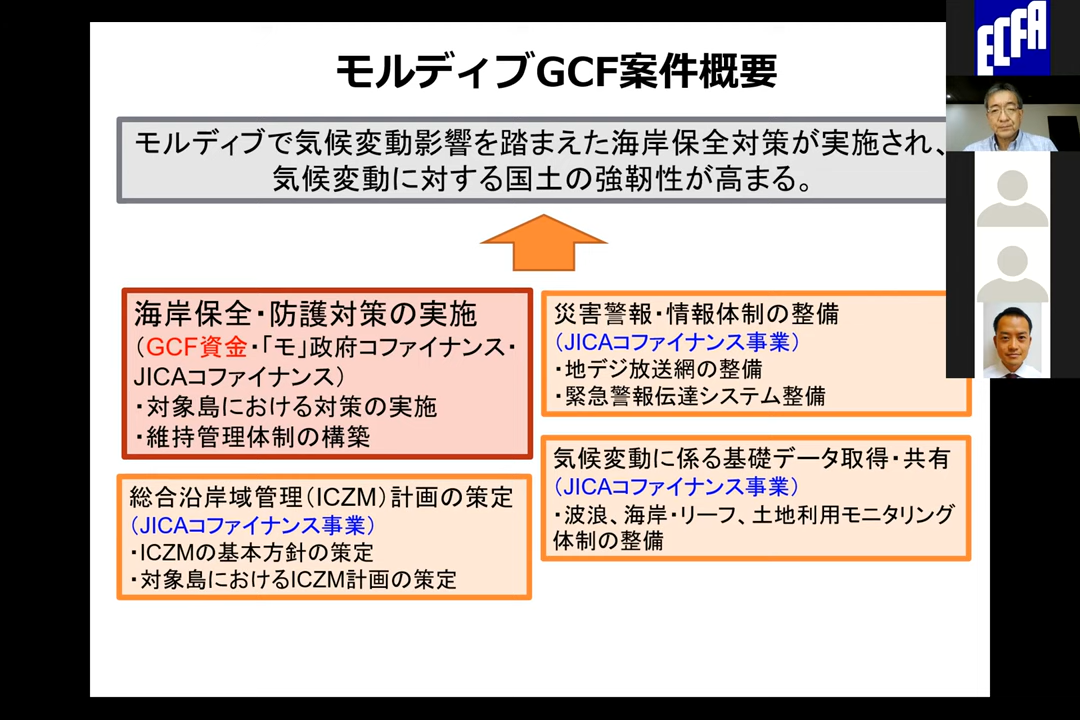 モルディブGCF案件概要
モルディブで気候変動影響を踏まえた海岸保全対策が実施され、
気候変動に対する国土の強靭性が高まる。
海岸保全・防護対策の実施
（GCF資金・「モ」政府コファイナンス・
JICAコファイナンス）
・対象島における対策の実施
・維持管理体制の構築
総合沿岸域管理（ICZM）計画の策定
（JICAコファイナンス事業）
・ICZMの基本方針の策定
・対象島におけるICZM計画の策定
災害警報・情報体制の整備
（JICAコファイナンス事業）
・地デジ放送網の整備
・緊急警報伝達システム整備
気候変動に係る基礎データ取得・共有
（JICAコファイナンス事業）
・波浪、海岸・リーフ、土地利用モニタリング
体制の整備
ECFA